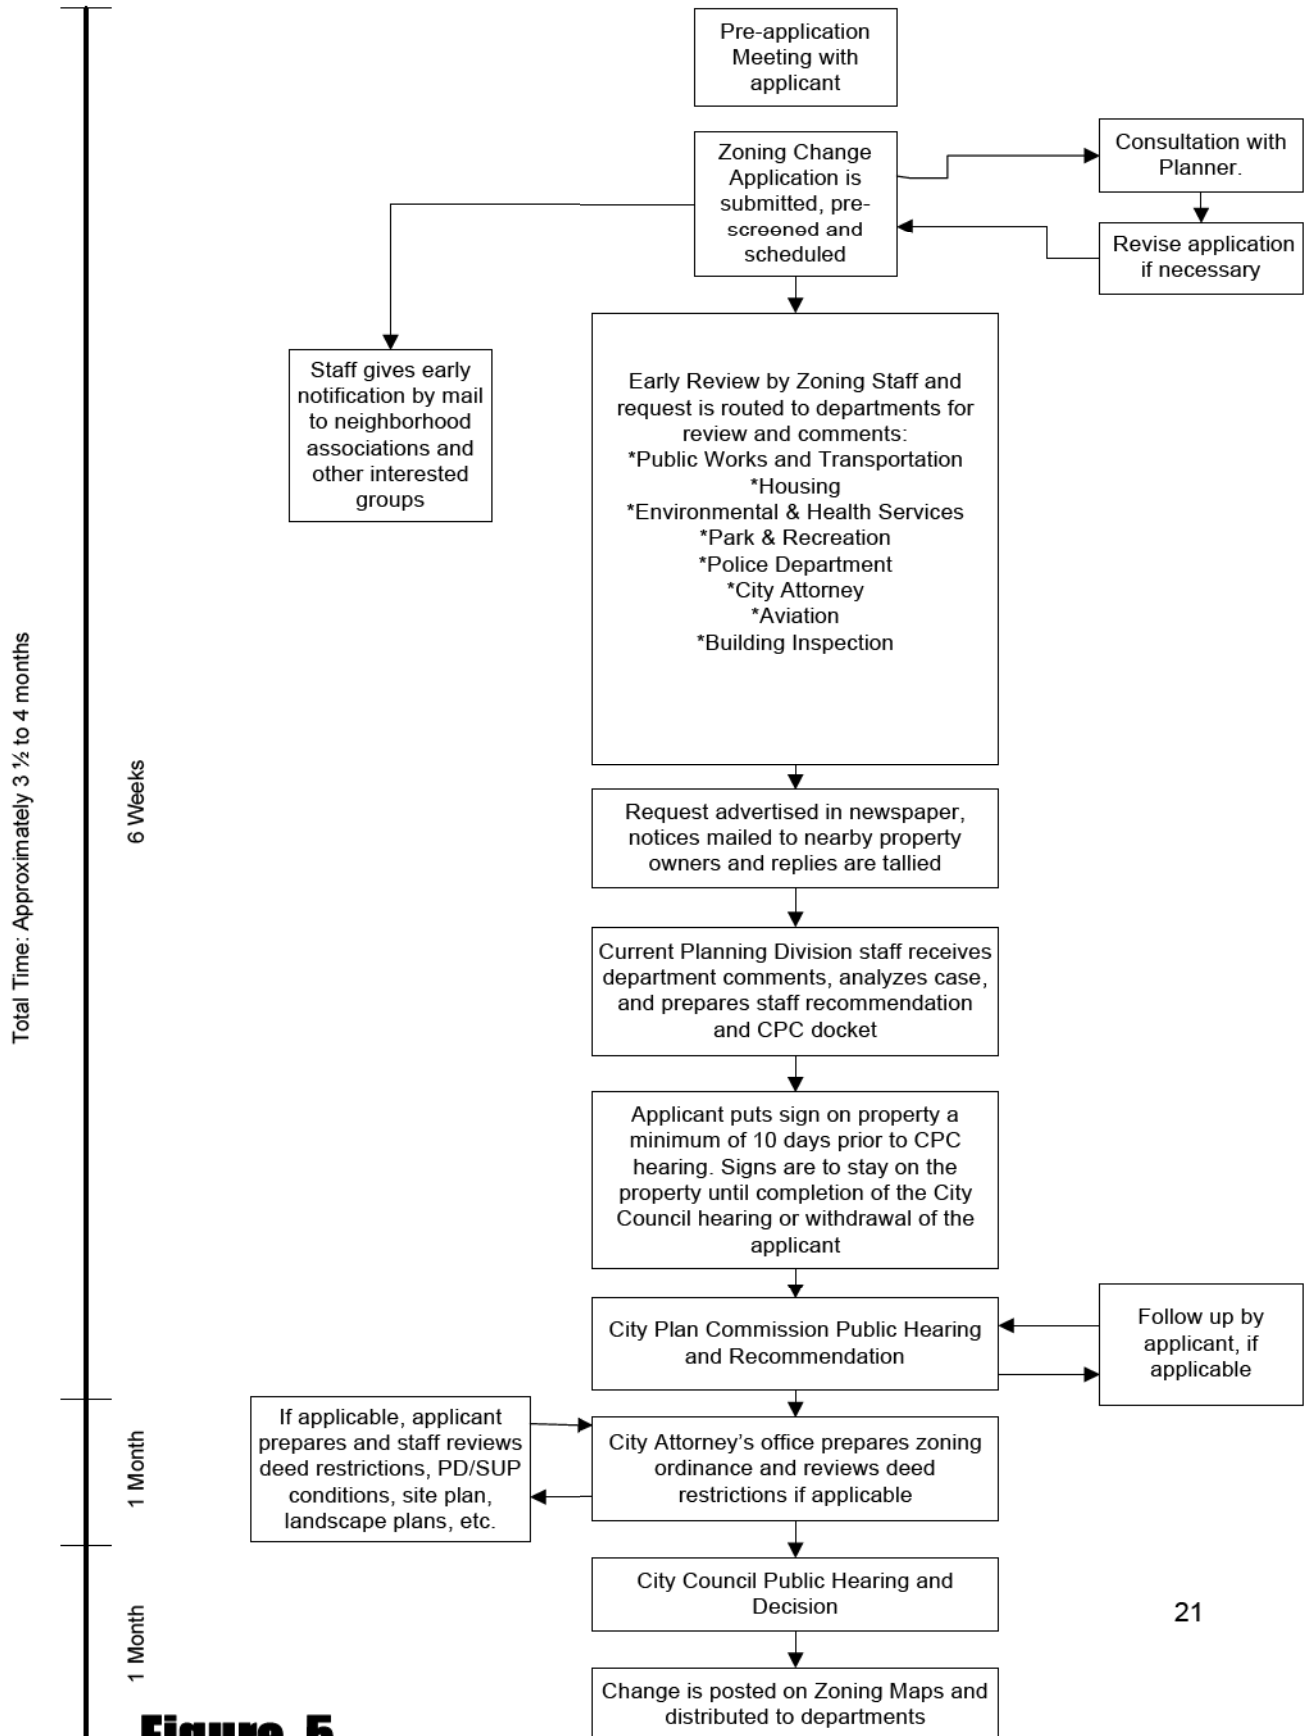 Pre-application
Meeting with
applicant
Zoning Change
Application is
submitted, pre-
screened and
scheduled
Consultation with
Planner.
Revise application
if necessary
Staff gives early
notification by mail
to neighborhood
associations and
other interested
groups
Early Review by Zoning Staff and
request is routed to departments for
review and comments:
*Public Works and Transportation
*Housing
*Environmental & Health Services
*Park & Recreation
*Police Department
*City Attorney
*Aviation
*Building Inspection
Total Time: Approximately 3 ½ to 4 months
6 Weeks
Request advertised in newspaper,
notices mailed to nearby property
owners and replies are tallied
Current Planning Division staff receives
department comments, analyzes case,
and prepares staff recommendation
and CPC docket
Applicant puts sign on property a
minimum of 10 days prior to CPC
hearing. Signs are to stay on the
property until completion of the City
Council hearing or withdrawal of the
applicant
City Plan Commission Public Hearing
and Recommendation
Follow up by
applicant, if
applicable
1 Month
If applicable, applicant
prepares and staff reviews
deed restrictions, PD/SUP
conditions, site plan,
landscape plans, etc.
City Attorney's office prepares zoning
ordinance and reviews deed
restrictions if applicable
1 Month
City Council Public Hearing and
Decision
21
Change is posted on Zoning Maps and
distributed to departments
Figure 5